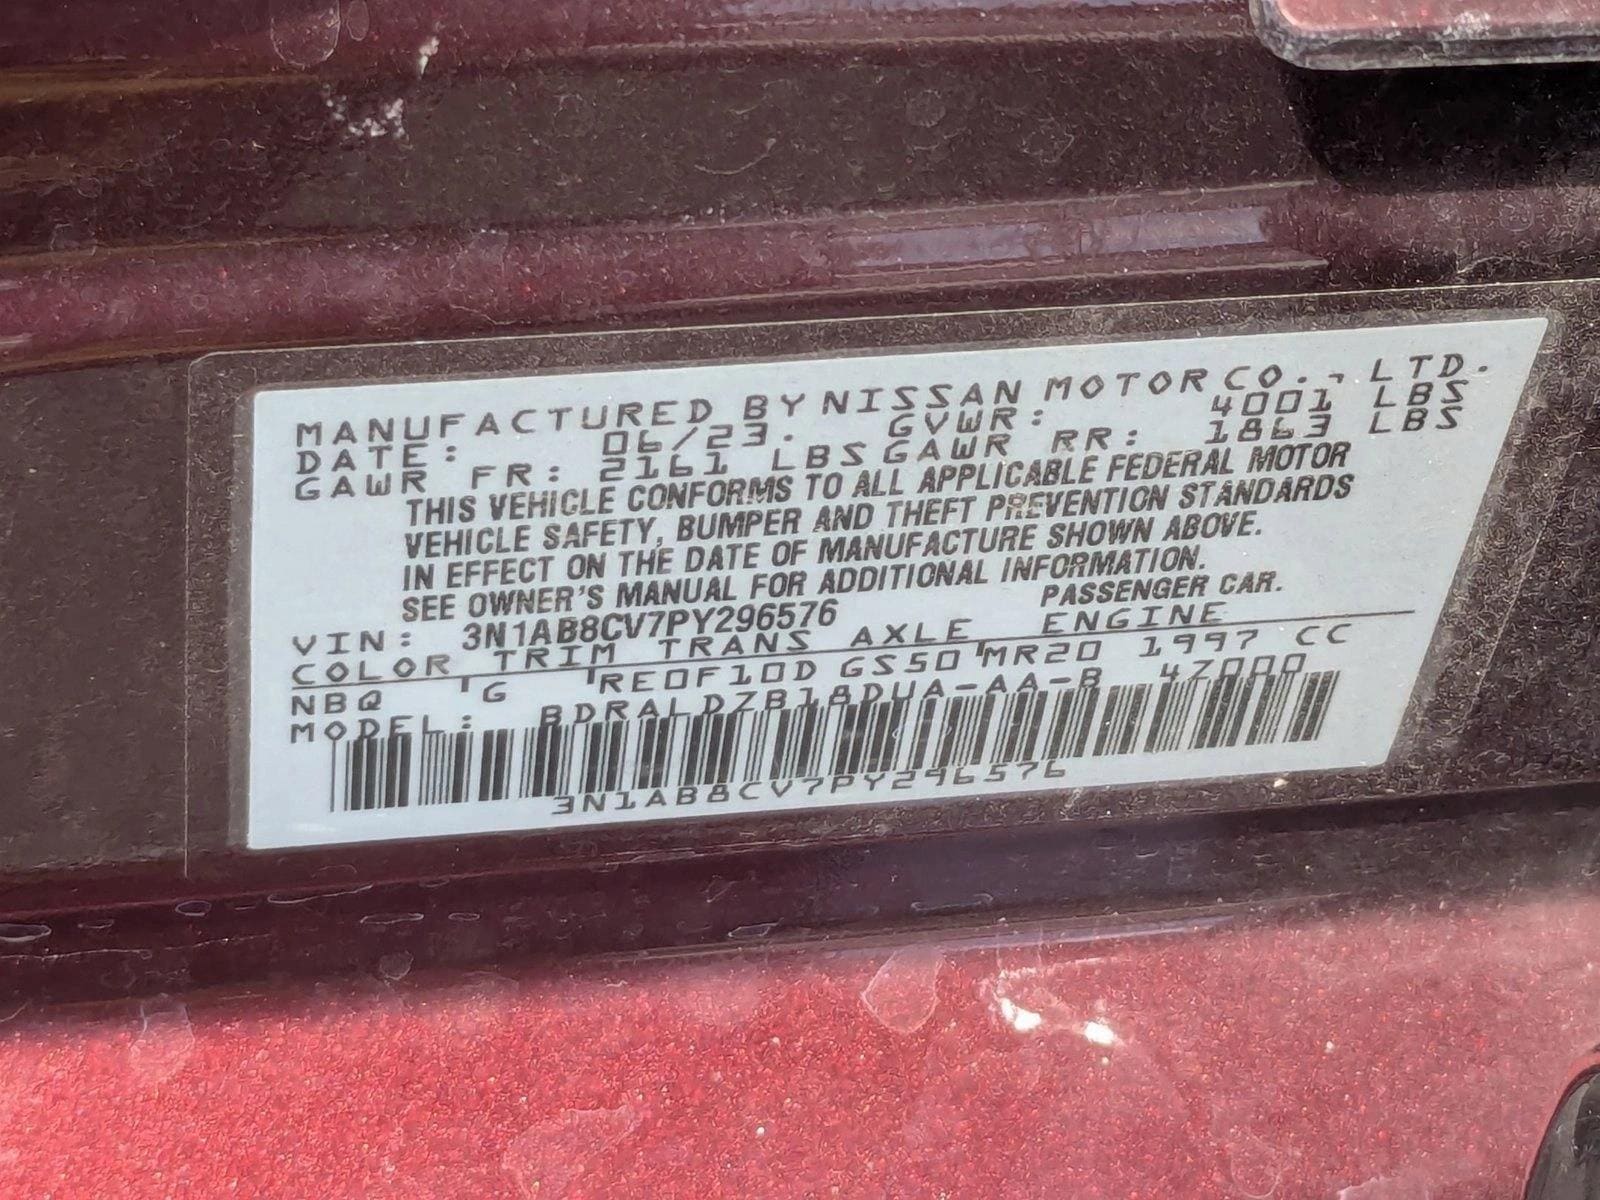 MANUFACTURED BY NISSAN MOTOR CO., LTD.
DATE: 06/23. GVWR: 4001 LBS
GAWR FR: 2161 LBS GAWR RR: 1863 LBS
THIS VEHICLE CONFORMS TO ALL APPLICABLE FEDERAL MOTOR
VEHICLE SAFETY, BUMPER AND THEFT PREVENTION STANDARDS
IN EFFECT ON THE DATE OF MANUFACTURE SHOWN ABOVE.
SEE OWNER'S MANUAL FOR ADDITIONAL INFORMATION.
VIN: 3N1AB8CV7PY296576 PASSENGER CAR.
COLOR TRIM TRANS AXLE ENGINE
NBQ G RE0F10D GS50 MR20 1997 CC
MODEL: BDRALDZB18DUA-AA-B 47000
3N1AB8CV7PY296576